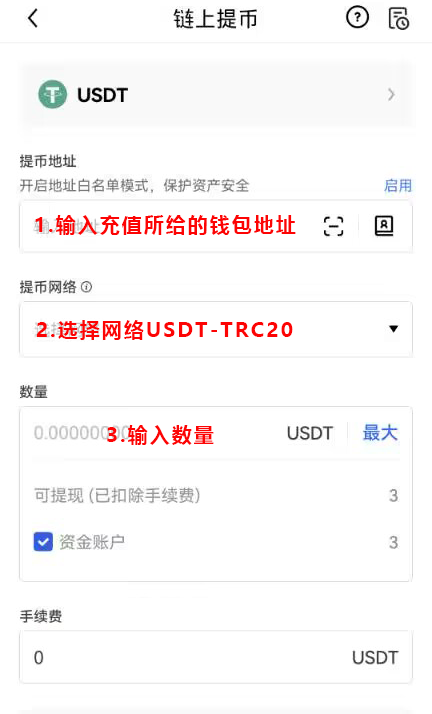 链上提币
USDT
提币地址
开启地址白名单模式，保护资产安全 启用
1.输入充值所给的钱包地址
提币网络
2.选择网络USDT-TRC20
数量
0.00000000 USDT 最大
3.输入数量
可提现 (已扣除手续费) 3
资金账户 3
手续费
0 USDT